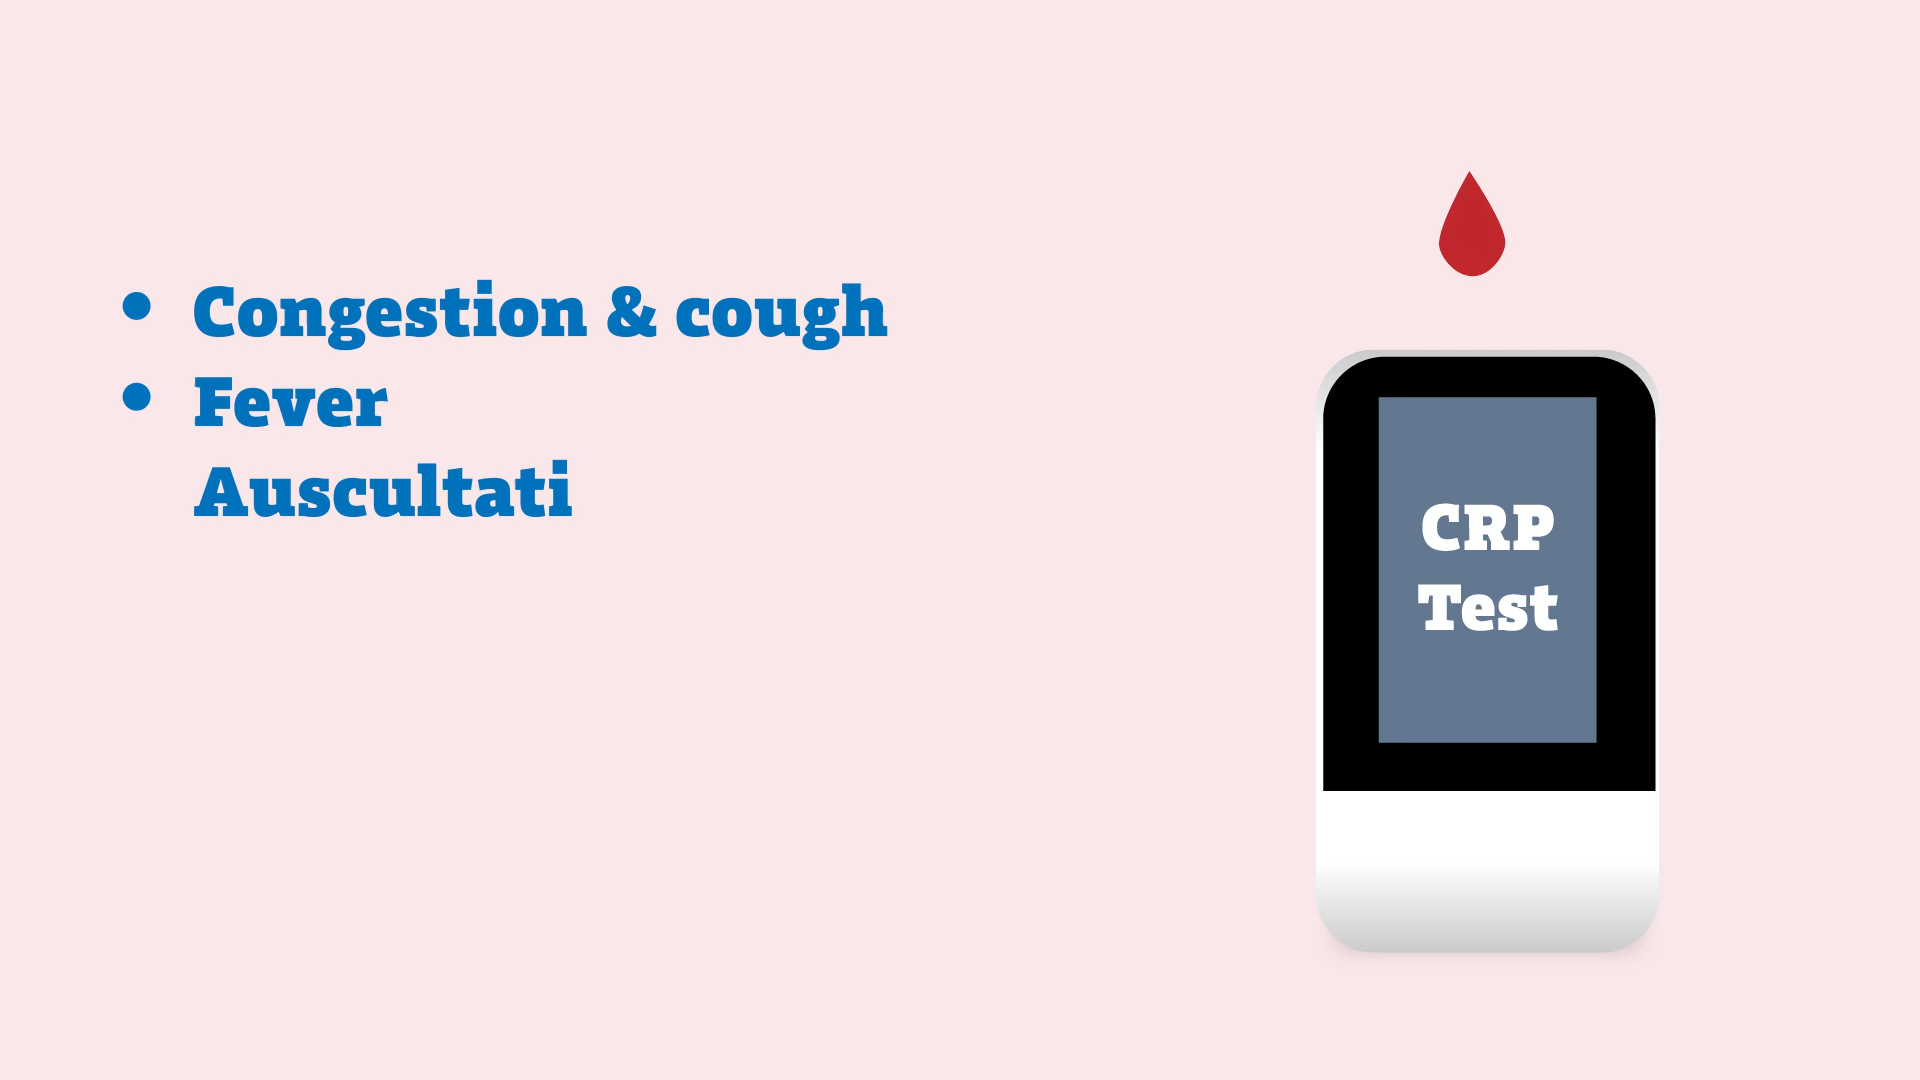 • Congestion & cough
• Fever
Auscultati
CRP
Test